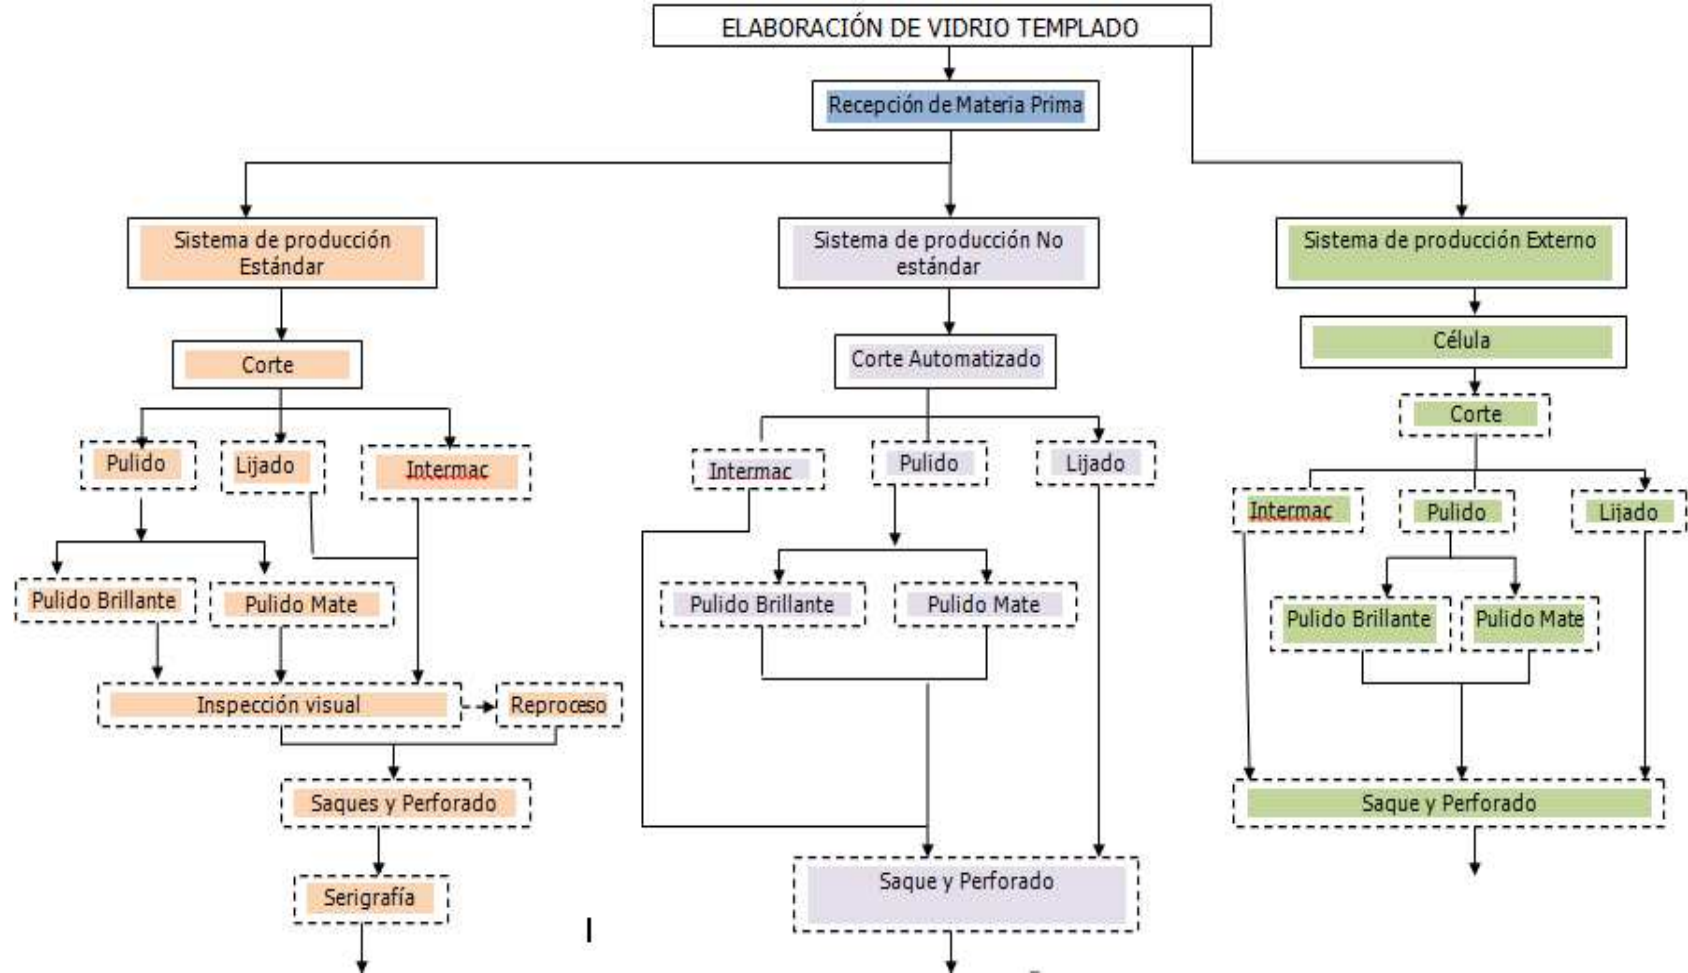 ELABORACIÓN DE VIDRIO TEMPLADO
Recepción de Materia Prima
Sistema de producción
Estándar
Sistema de producción No
estándar
Sistema de producción Externo
Célula
Corte
Corte Automatizado
Corte
Pulido
Lijado
Intermac
Intermac
Pulido
Lijado
Intermac
Pulido
Lijado
Pulido Brillante
Pulido Mate
Pulido Brillante
Pulido Mate
Pulido Brillante
Pulido Mate
Inspección visual
Reproceso
Saques y Perforado
Saque y Perforado
Saque y Perforado
Serigrafía